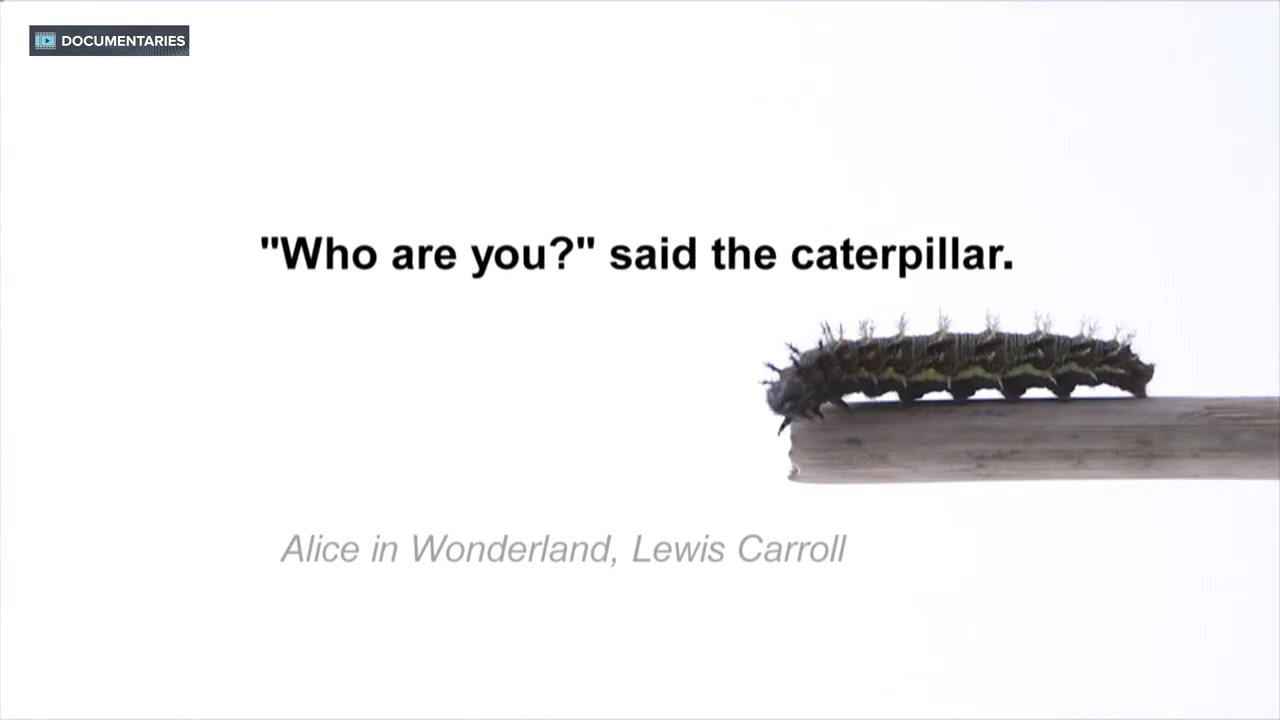 DOCUMENTARIES
"Who are you?" said the caterpillar.
Alice in Wonderland, Lewis Carroll